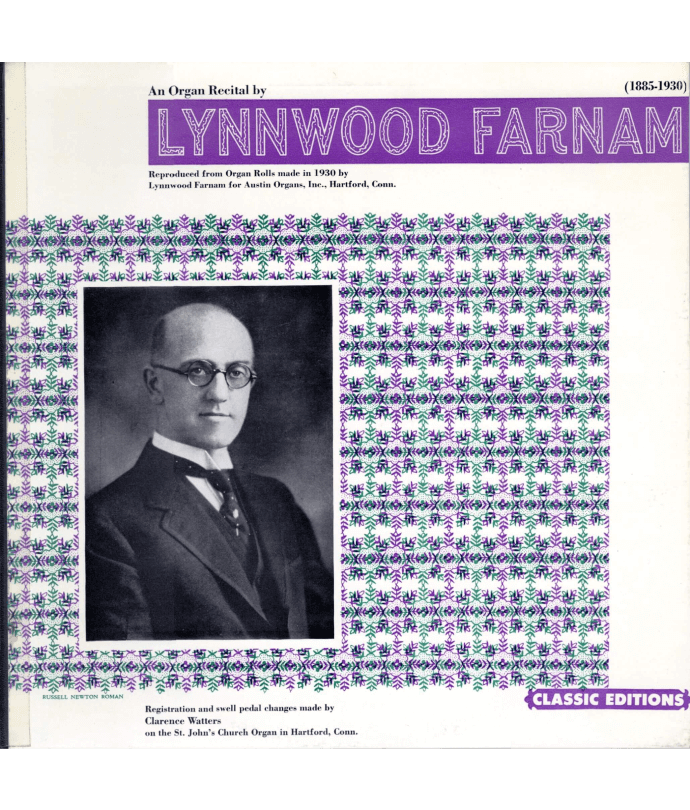 An Organ Recital by
(1885-1930)
LYNNWOOD FARNAM
Reproduced from Organ Rolls made in 1930 by
Lynnwood Farnam for Austin Organs, Inc., Hartford, Conn.
RUSSELL NEWTON ROMAN
CLASSIC EDITIONS
Registration and swell pedal changes made by
Clarence Watters
on the St. John's Church Organ in Hartford, Conn.